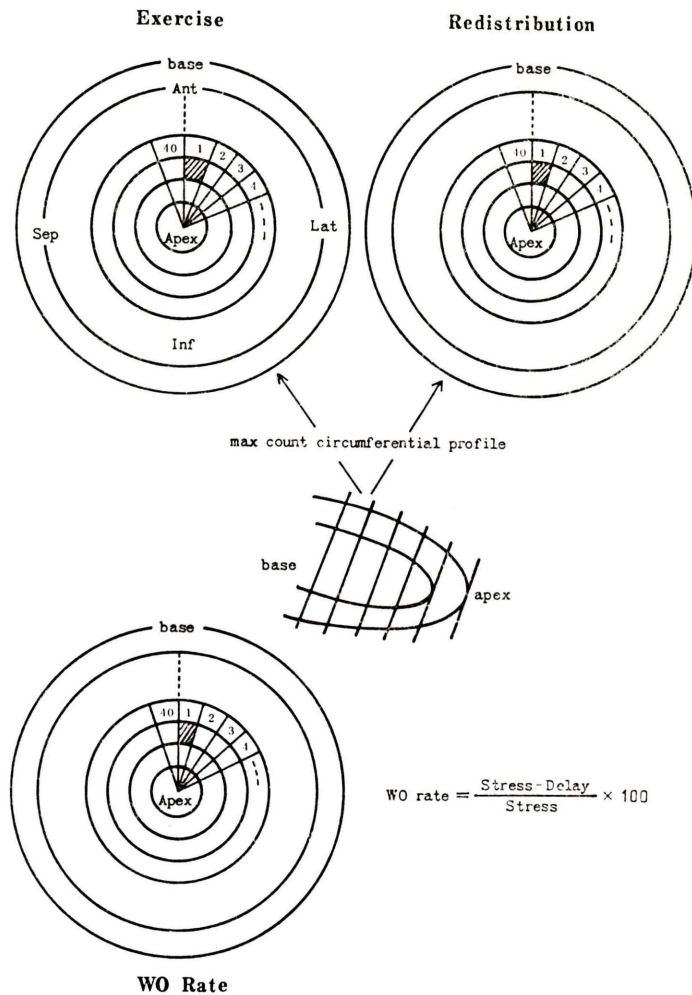 Exercise
Redistribution
base
Ant
40 1 2 3 4
Sep
Apex
Lat
Inf
base
40 1 2 3 4
Apex
max count circumferential profile
base
apex
base
40 1 2 3 4
Apex
WO rate = Stress-Delay / Stress × 100
WO Rate